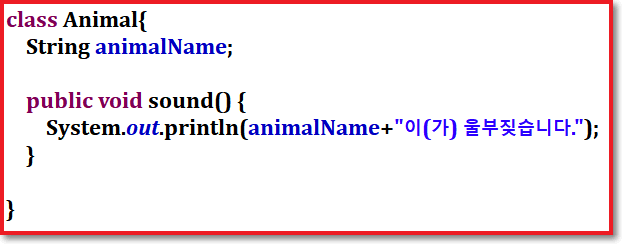 class Animal{
String animalName;
public void sound() {
System.out.println(animalName+"이(가) 울부짖습니다.");
}
}